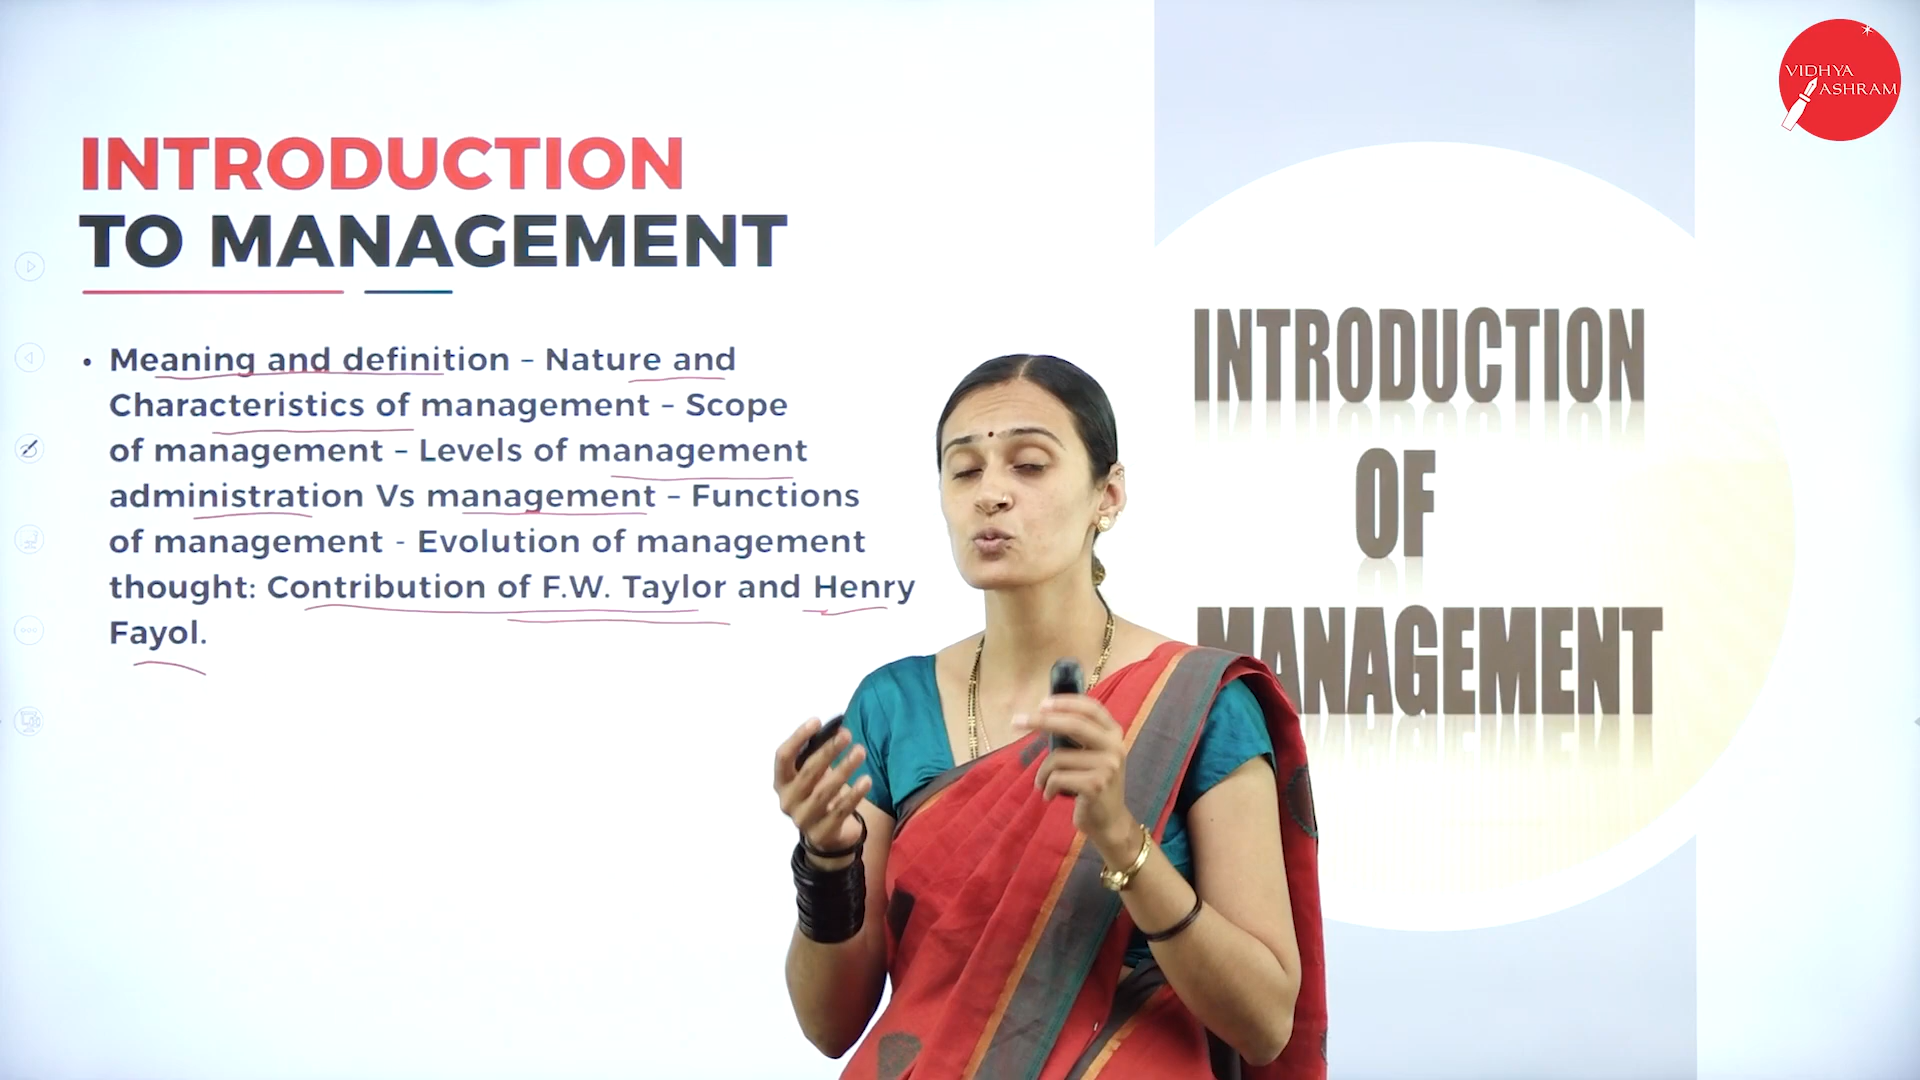 VIDHYA
ASHRAM
INTRODUCTION
TO MANAGEMENT
• Meaning and definition – Nature and
Characteristics of management – Scope
of management – Levels of management
administration Vs management – Functions
of management - Evolution of management
thought: Contribution of F.W. Taylor and Henry
Fayol.
INTRODUCTION
OF
MANAGEMENT